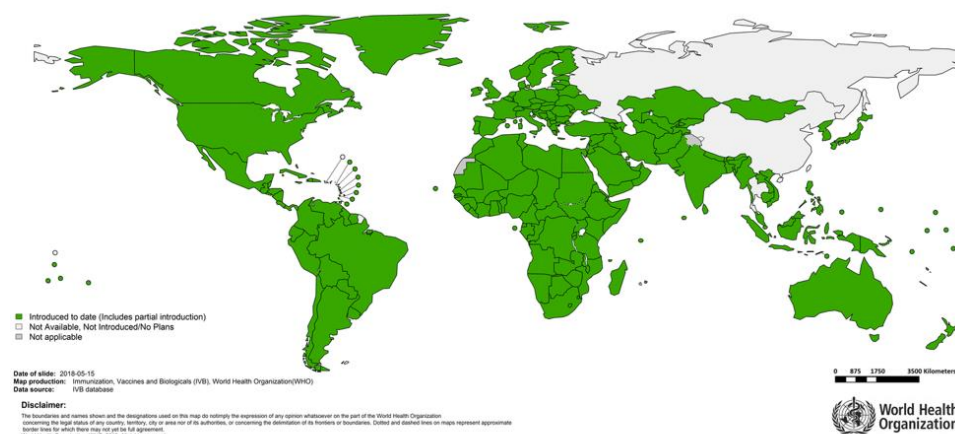 Introduced to date (Includes partial introduction)
Not Available, Not Introduced/No Plans
Not applicable
Date of slide: 2018-05-15
Map production: Immunization, Vaccines and Biologicals (IVB), World Health Organization(WHO)
Data source: IVB database
0 875 1750 3500 Kilometers
Disclaimer:
The boundaries and names shown and the designations used on this map do notimply the expression of any opinion whatsoever on the part of the World Health Organization
concerning the legal status of any country, territory, city or area nor of its authorities, or concerning the delimitation of its frontiers or boundaries. Dotted and dashed lines on maps represent approximate
border lines for which there may not yet be full agreement.
World Health
Organization